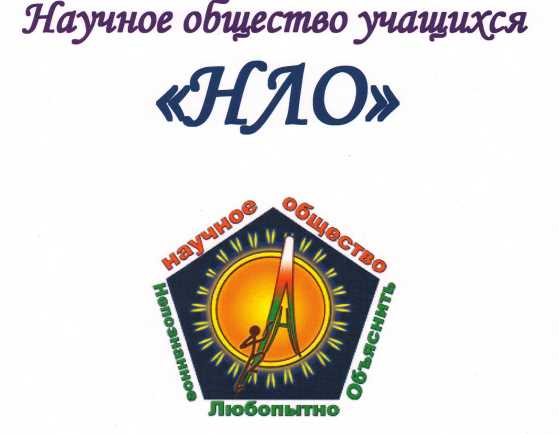 Научное общество учащихся
«НЛО»
научное общество
Непознанное
Любопытно
Объяснить